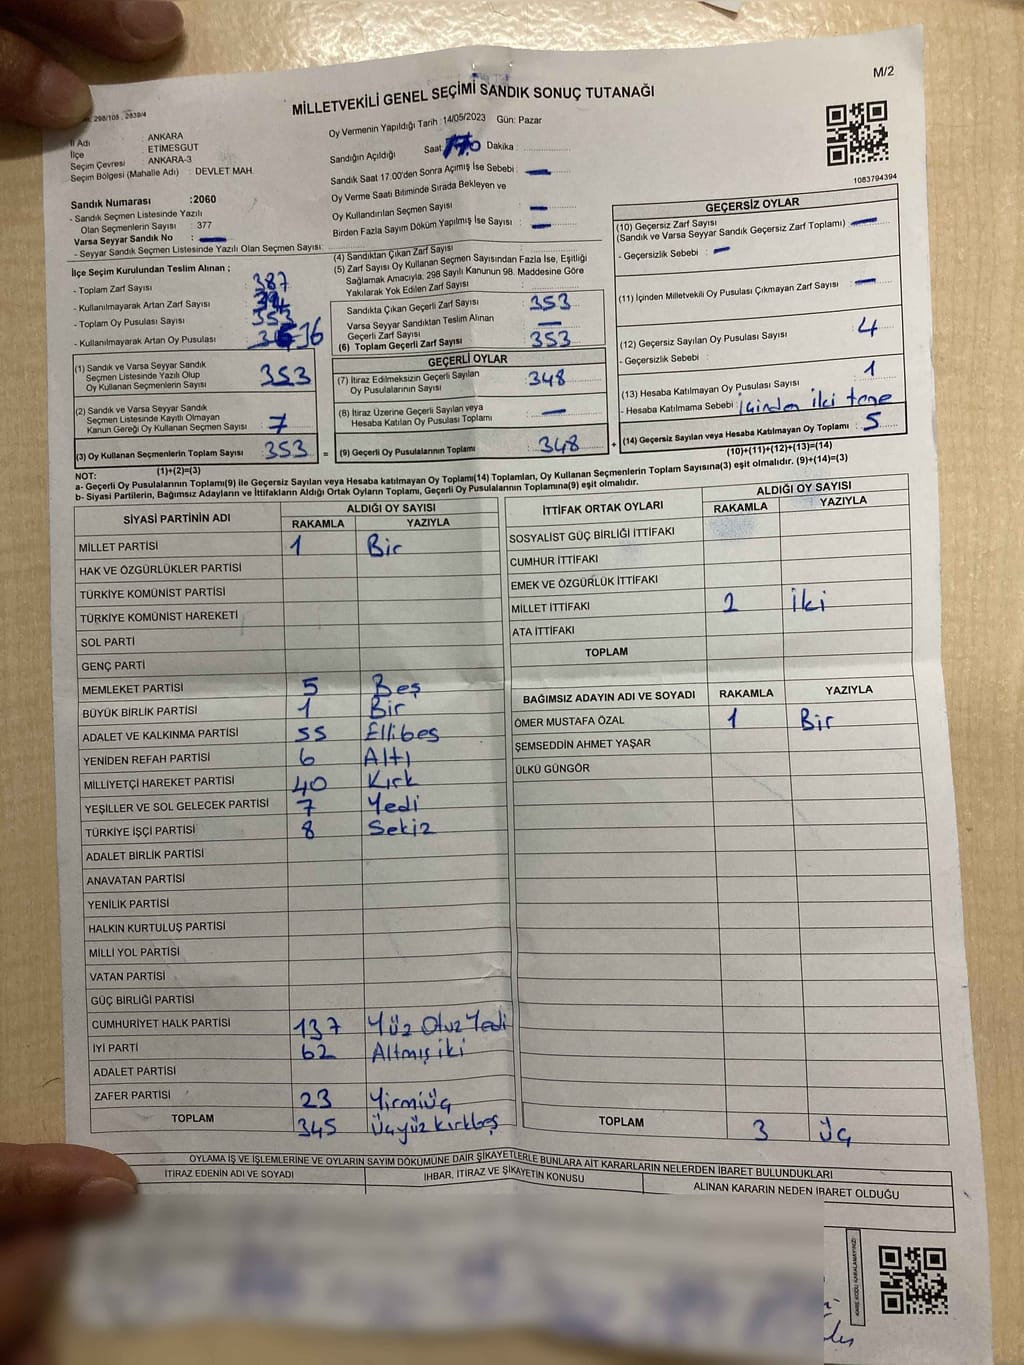 M/2
MİLLETVEKİLİ GENEL SEÇİMİ SANDIK SONUÇ TUTANAĞI
298/105 . 2839/4
İl Adı : ANKARA
İlçe : ETİMESGUT
Seçim Çevresi : ANKARA-3
Seçim Bölgesi (Mahalle Adı) : DEVLET MAH.
Sandık Numarası :2060
- Sandık Seçmen Listesinde Yazılı
Olan Seçmenlerin Sayısı : 377
Varsa Seyyar Sandık No : —
- Seyyar Sandık Seçmen Listesinde Yazılı Olan Seçmen Sayısı:
Oy Vermenin Yapıldığı Tarih :14/05/2023 Gün: Pazar
Sandığın Açıldığı Saat: Dakika :
Sandık Saat 17:00'den Sonra Açılmış İse Sebebi : —
Oy Verme Saati Bitiminde Sırada Bekleyen ve
Oy Kullandırılan Seçmen Sayısı : —
Birden Fazla Sayım Döküm Yapılmış İse Sayısı : —
1083794394
İlçe Seçim Kurulundan Teslim Alınan ;
- Toplam Zarf Sayısı : 387
- Kullanılmayarak Artan Zarf Sayısı :
- Toplam Oy Pusulası Sayısı :
- Kullanılmayarak Artan Oy Pusulası :
(1) Sandık ve Varsa Seyyar Sandık
Seçmen Listesinde Yazılı Olup
Oy Kullanan Seçmenlerin Sayısı : 353
(2) Sandık ve Varsa Seyyar Sandık
Seçmen Listesinde Kayıtlı Olmayan
Kanun Gereği Oy Kullanan Seçmen Sayısı : 7
(3) Oy Kullanan Seçmenlerin Toplam Sayısı 353 =
(1)+(2)=(3)
(4) Sandıktan Çıkan Zarf Sayısı :
(5) Zarf Sayısı Oy Kullanan Seçmen Sayısından Fazla İse, Eşitliği
Sağlamak Amacıyla, 298 Sayılı Kanunun 98. Maddesine Göre
Yakılarak Yok Edilen Zarf Sayısı :
Sandıkta Çıkan Geçerli Zarf Sayısı 353
Varsa Seyyar Sandıktan Teslim Alınan
Geçerli Zarf Sayısı —
(6) Toplam Geçerli Zarf Sayısı 353
GEÇERLİ OYLAR
(7) İtiraz Edilmeksizin Geçerli Sayılan
Oy Pusulalarının Sayısı : 348
(8) İtiraz Üzerine Geçerli Sayılan veya
Hesaba Katılan Oy Pusulası Toplamı : —
(9) Geçerli Oy Pusulalarının Toplamı : 348 +
GEÇERSİZ OYLAR
(10) Geçersiz Zarf Sayısı
(Sandık ve Varsa Seyyar Sandık Geçersiz Zarf Toplamı) —
- Geçersizlik Sebebi : —
(11) İçinden Milletvekili Oy Pusulası Çıkmayan Zarf Sayısı : —
(12) Geçersiz Sayılan Oy Pusulası Sayısı : 4
- Geçersizlik Sebebi :
(13) Hesaba Katılmayan Oy Pusulası Sayısı : 1
- Hesaba Katılmama Sebebi : içinden iki tane
(14) Geçersiz Sayılan veya Hesaba Katılmayan Oy Toplamı : 5
(10)+(11)+(12)+(13)=(14)
NOT:
a- Geçerli Oy Pusulalarının Toplamı(9) ile Geçersiz Sayılan veya Hesaba katılmayan Oy Toplamı(14) Toplamları, Oy Kullanan Seçmenlerin Toplam Sayısına(3) eşit olmalıdır. (9)+(14)=(3)
b- Siyasi Partilerin, Bağımsız Adayların ve İttifakların Aldığı Ortak Oyların Toplamı, Geçerli Oy Pusulalarının Toplamına(9) eşit olmalıdır.
SİYASİ PARTİNİN ADI ALDIĞI OY SAYISI
RAKAMLA YAZIYLA
MİLLET PARTİSİ 1 Bir
HAK VE ÖZGÜRLÜKLER PARTİSİ
TÜRKİYE KOMÜNİST PARTİSİ
TÜRKİYE KOMÜNİST HAREKETİ
SOL PARTİ
GENÇ PARTİ
MEMLEKET PARTİSİ 5 Beş
BÜYÜK BİRLİK PARTİSİ 1 Bir
ADALET VE KALKINMA PARTİSİ 55 Ellibeş
YENİDEN REFAH PARTİSİ 6 Altı
MİLLİYETÇİ HAREKET PARTİSİ 40 Kırk
YEŞİLLER VE SOL GELECEK PARTİSİ 7 Yedi
TÜRKİYE İŞÇİ PARTİSİ 8 Sekiz
ADALET BİRLİK PARTİSİ
ANAVATAN PARTİSİ
YENİLİK PARTİSİ
HALKIN KURTULUŞ PARTİSİ
MİLLİ YOL PARTİSİ
VATAN PARTİSİ
GÜÇ BİRLİĞİ PARTİSİ
CUMHURİYET HALK PARTİSİ 137 Yüz Otuz Yedi
İYİ PARTİ 62 Altmış iki
ADALET PARTİSİ
ZAFER PARTİSİ 23 Yirmiüç
TOPLAM 345 Üçyüzkırkbeş
İTTİFAK ORTAK OYLARI ALDIĞI OY SAYISI
RAKAMLA YAZIYLA
SOSYALİST GÜÇ BİRLİĞİ İTTİFAKI
CUMHUR İTTİFAKI
EMEK VE ÖZGÜRLÜK İTTİFAKI
MİLLET İTTİFAKI 2 İki
ATA İTTİFAKI
TOPLAM
BAĞIMSIZ ADAYIN ADI VE SOYADI RAKAMLA YAZIYLA
ÖMER MUSTAFA ÖZAL 1 Bir
ŞEMSEDDİN AHMET YAŞAR
ÜLKÜ GÜNGÖR
TOPLAM 3 Üç
OYLAMA İŞ VE İŞLEMLERİNE VE OYLARIN SAYIM DÖKÜMÜNE DAİR ŞİKAYETLERLE BUNLARA AİT KARARLARIN NELERDEN İBARET BULUNDUKLARI
İTİRAZ EDENİN ADI VE SOYADI İHBAR, İTİRAZ VE ŞİKAYETİN KONUSU ALINAN KARARIN NEDEN İBARET OLDUĞU
KARE KODU KARALAMAYINIZ!